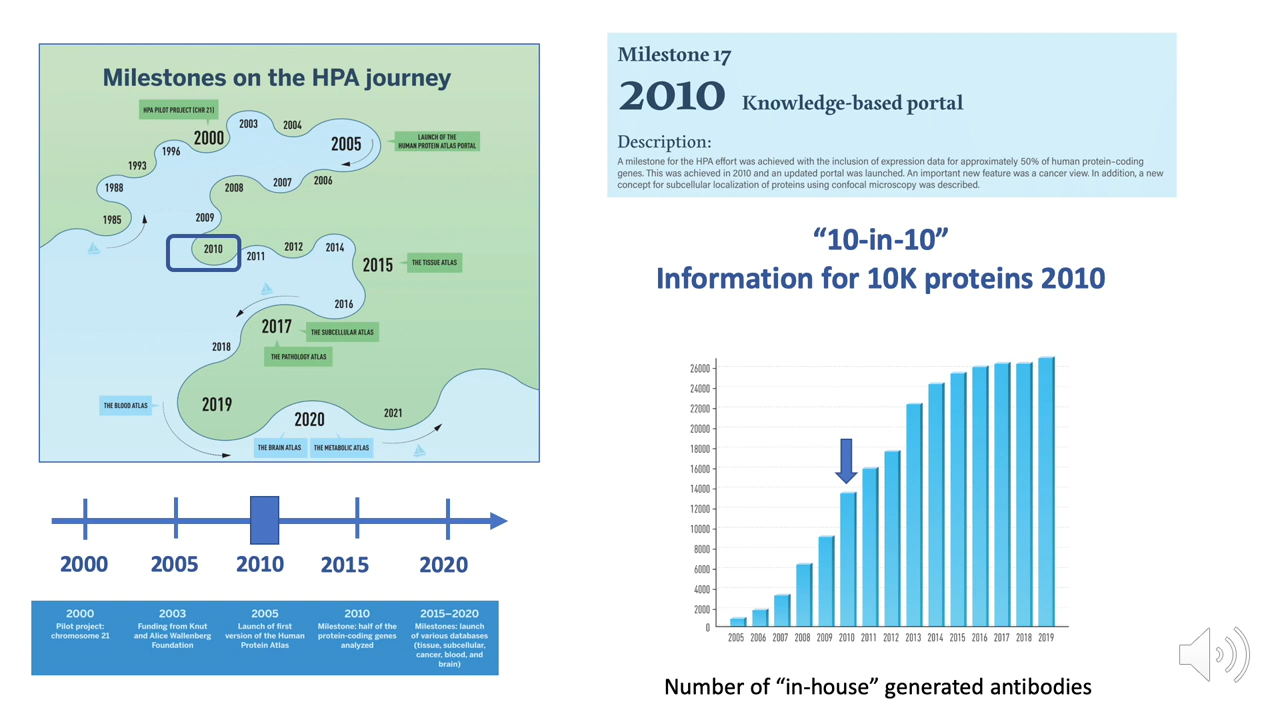 Milestones on the HPA journey
HPA PILOT PROJECT (CHR 21)
2000
2003
2004
2005
LAUNCH OF THE
HUMAN PROTEIN ATLAS PORTAL
1996
1993
1988
1985
2006
2007
2008
2009
2010
2011
2012
2014
2015
THE TISSUE ATLAS
2016
2017
THE SUBCELLULAR ATLAS
THE PATHOLOGY ATLAS
2018
2019
THE BLOOD ATLAS
2020
THE BRAIN ATLAS
THE METABOLIC ATLAS
2021
2000
2005
2010
2015
2020
2000
Pilot project:
chromosome 21
2003
Funding from Knut
and Alice Wallenberg
Foundation
2005
Launch of first
version of the Human
Protein Atlas
2010
Milestone: half of the
protein-coding genes
analyzed
2015–2020
Milestones: launch
of various databases
(tissue, subcellular,
cancer, blood, and
brain)
Milestone 17
2010 Knowledge-based portal
Description:
A milestone for the HPA effort was achieved with the inclusion of expression data for approximately 50% of human protein-coding
genes. This was achieved in 2010 and an updated portal was launched. An important new feature was a cancer view. In addition, a new
concept for subcellular localization of proteins using confocal microscopy was described.
“10-in-10”
Information for 10K proteins 2010
26000
24000
22000
20000
18000
16000
14000
12000
10000
8000
6000
4000
2000
0
2005 2006 2007 2008 2009 2010 2011 2012 2013 2014 2015 2016 2017 2018 2019
Number of “in-house” generated antibodies